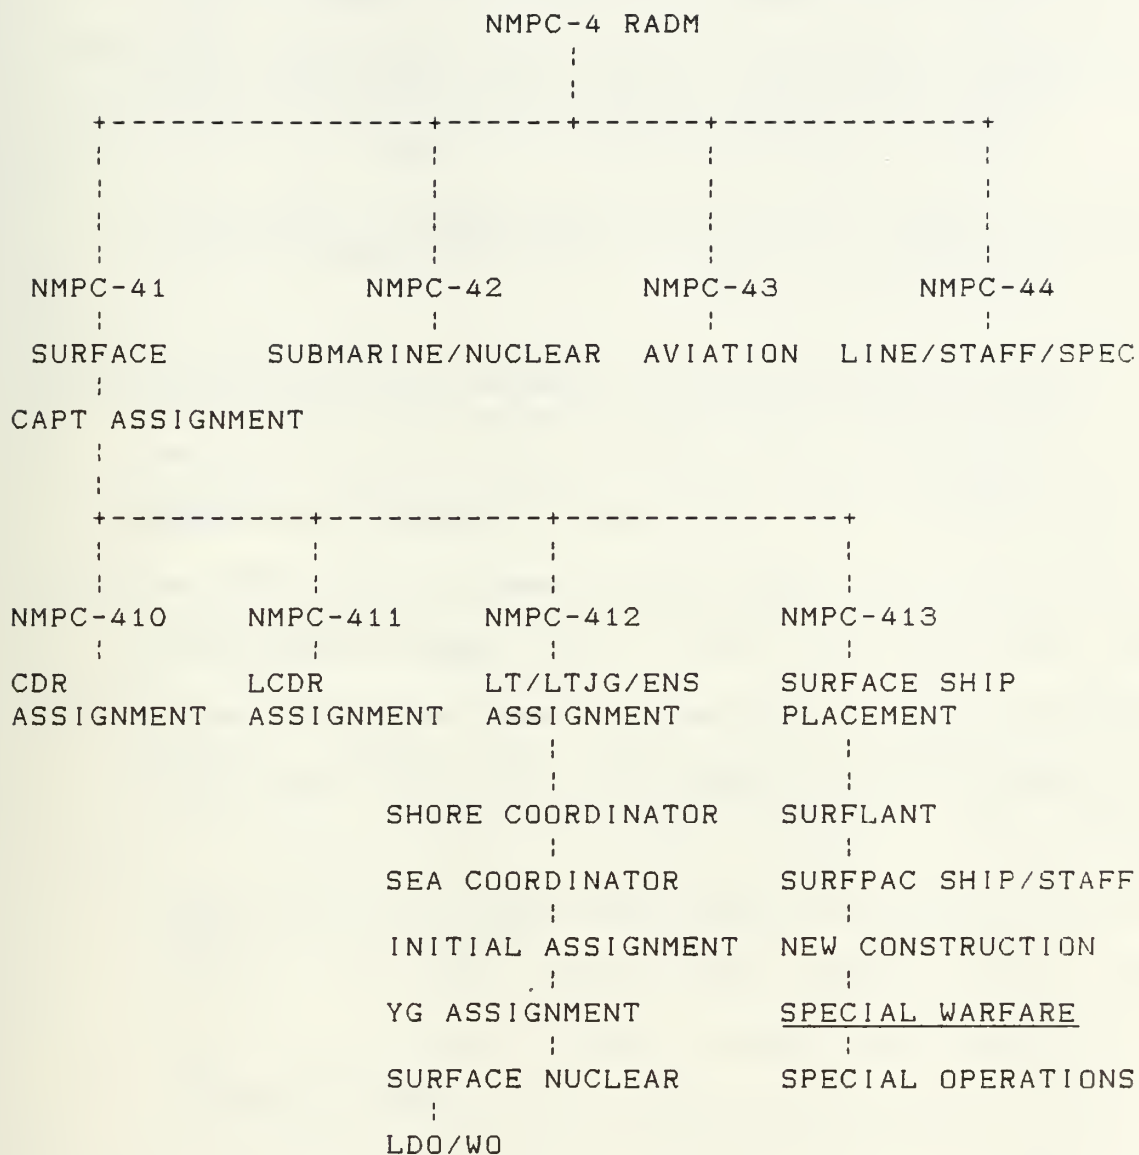 NMPC-4 RADM
NMPC-41 NMPC-42 NMPC-43 NMPC-44
SURFACE SUBMARINE/NUCLEAR AVIATION LINE/STAFF/SPEC
CAPT ASSIGNMENT
NMPC-410 NMPC-411 NMPC-412 NMPC-413
CDR LCDR LT/LTJG/ENS SURFACE SHIP
ASSIGNMENT ASSIGNMENT ASSIGNMENT PLACEMENT
SHORE COORDINATOR SURFLANT
SEA COORDINATOR SURFPAC SHIP/STAFF
INITIAL ASSIGNMENT NEW CONSTRUCTION
YG ASSIGNMENT SPECIAL WARFARE
SURFACE NUCLEAR SPECIAL OPERATIONS
LDO/WO